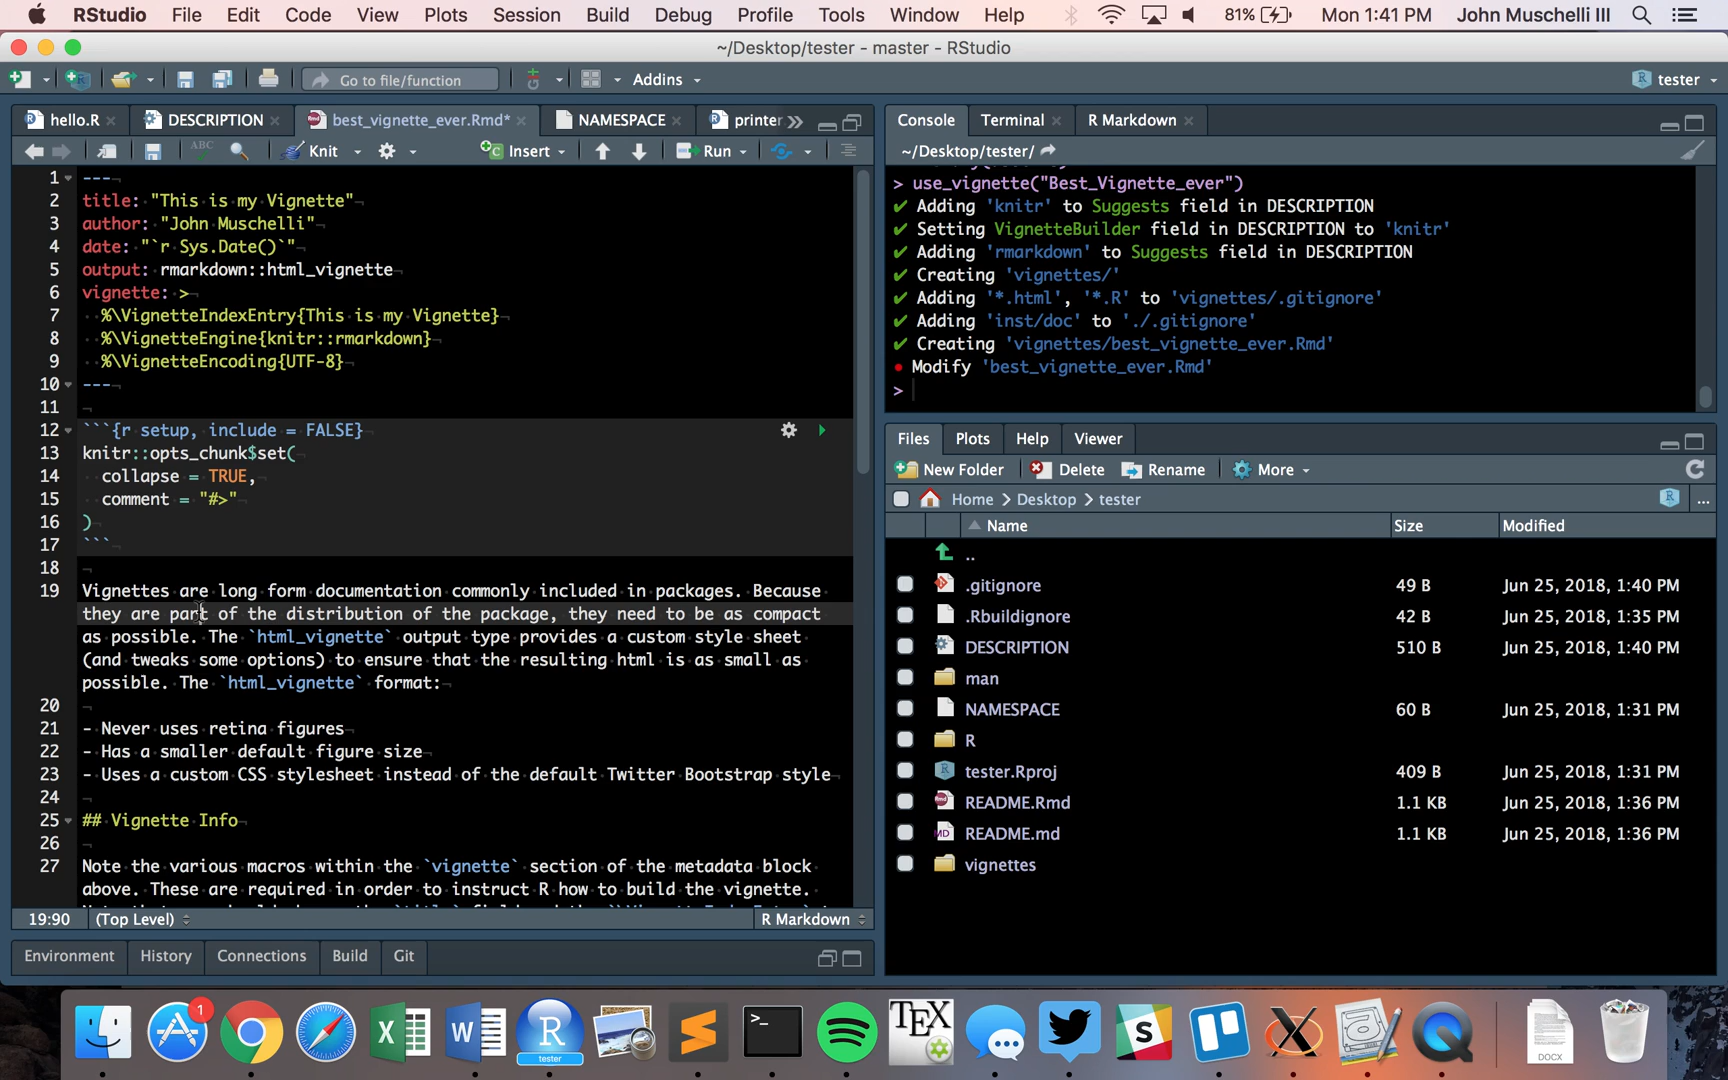 RStudio File Edit Code View Plots Session Build Debug Profile Tools Window Help 81% Mon 1:41 PM John Muschelli III
~/Desktop/tester - master - RStudio
Go to file/function Addins tester
hello.R DESCRIPTION best_vignette_ever.Rmd* NAMESPACE printer
ABC Knit Insert Run
1 ---
2 title: "This is my Vignette"
3 author: "John Muschelli"
4 date: "`r Sys.Date()`"
5 output: rmarkdown::html_vignette
6 vignette: >
7 %\VignetteIndexEntry{This is my Vignette}
8 %\VignetteEngine{knitr::rmarkdown}
9 %\VignetteEncoding{UTF-8}
10 ---
11
12 ```{r setup, include = FALSE}
13 knitr::opts_chunk$set(
14 collapse = TRUE,
15 comment = "#>"
16 )
17 ```
18
19 Vignettes are long form documentation commonly included in packages. Because
they are part of the distribution of the package, they need to be as compact
as possible. The `html_vignette` output type provides a custom style sheet
(and tweaks some options) to ensure that the resulting html is as small as
possible. The `html_vignette` format:
20
21 - Never uses retina figures
22 - Has a smaller default figure size
23 - Uses a custom CSS stylesheet instead of the default Twitter Bootstrap style
24
25 ## Vignette Info
26
27 Note the various macros within the `vignette` section of the metadata block
above. These are required in order to instruct R how to build the vignette.
19:90 (Top Level) R Markdown
Environment History Connections Build Git
Console Terminal R Markdown
~/Desktop/tester/
> use_vignette("Best_Vignette_ever")
✔ Adding 'knitr' to Suggests field in DESCRIPTION
✔ Setting VignetteBuilder field in DESCRIPTION to 'knitr'
✔ Adding 'rmarkdown' to Suggests field in DESCRIPTION
✔ Creating 'vignettes/'
✔ Adding '*.html', '*.R' to 'vignettes/.gitignore'
✔ Adding 'inst/doc' to './.gitignore'
✔ Creating 'vignettes/best_vignette_ever.Rmd'
● Modify 'best_vignette_ever.Rmd'
>
Files Plots Help Viewer
New Folder Delete Rename More
Home > Desktop > tester ...
Name Size Modified
..
.gitignore 49 B Jun 25, 2018, 1:40 PM
.Rbuildignore 42 B Jun 25, 2018, 1:35 PM
DESCRIPTION 510 B Jun 25, 2018, 1:40 PM
man
NAMESPACE 60 B Jun 25, 2018, 1:31 PM
R
tester.Rproj 409 B Jun 25, 2018, 1:31 PM
README.Rmd 1.1 KB Jun 25, 2018, 1:36 PM
README.md 1.1 KB Jun 25, 2018, 1:36 PM
vignettes
1 R tester TEX DOCX